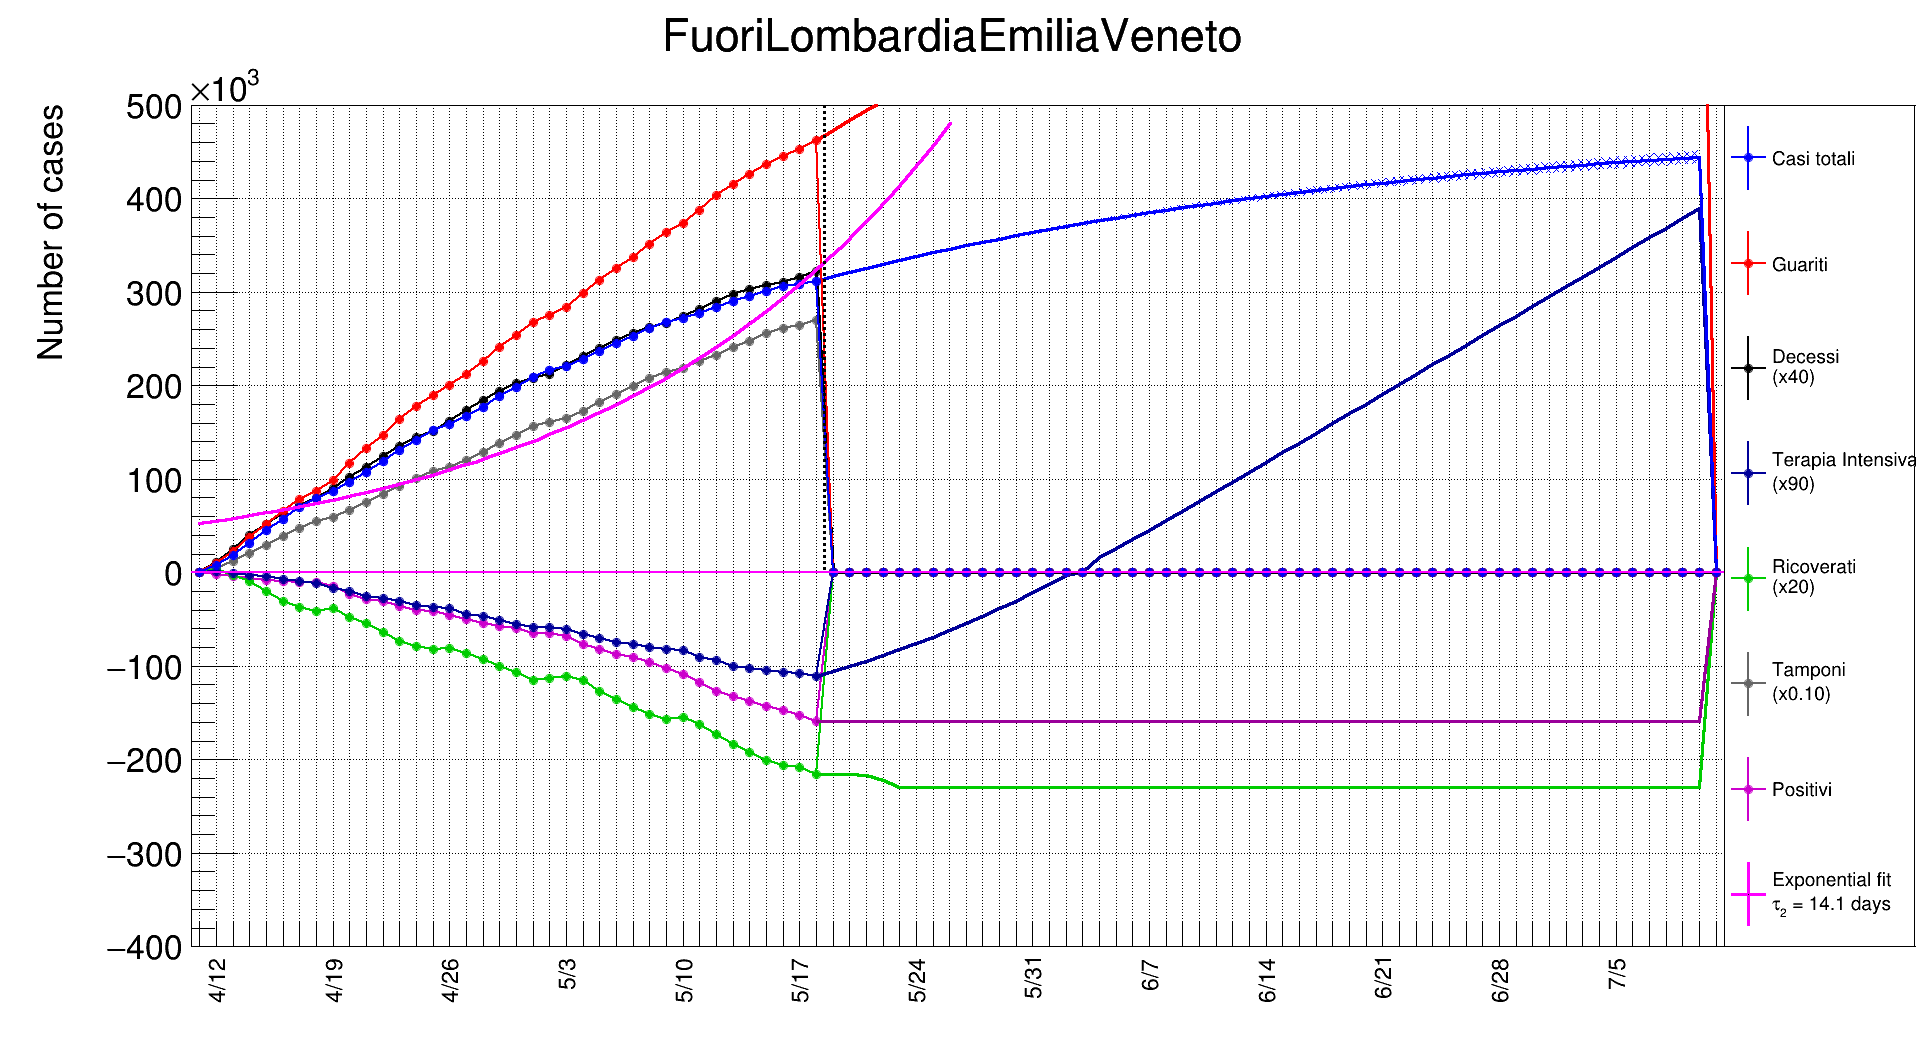 FuoriLombardiaEmiliaVeneto
×10³
Number of cases
500
400
300
200
100
0
−100
−200
−300
−400
4/12
4/19
4/26
5/3
5/10
5/17
5/24
5/31
6/7
6/14
6/21
6/28
7/5
Casi totali
Guariti
Decessi
(x40)
Terapia Intensiva
(x90)
Ricoverati
(x20)
Tamponi
(x0.10)
Positivi
Exponential fit
τ₂ = 14.1 days